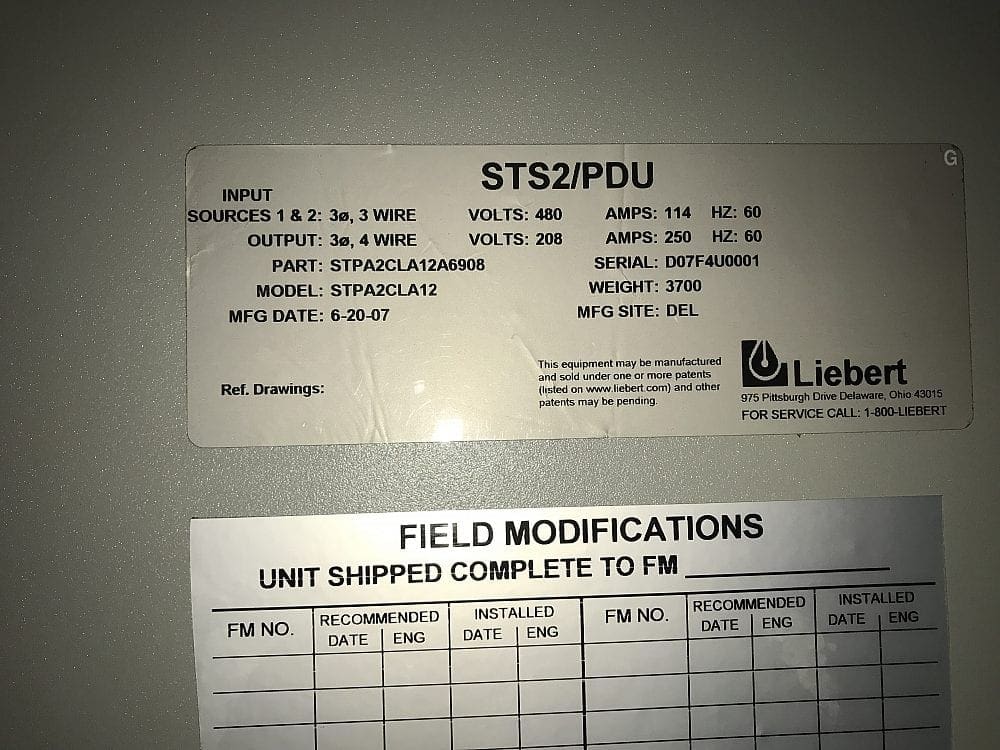 STS2/PDU
G
INPUT
SOURCES 1 & 2: 3ø, 3 WIRE VOLTS: 480 AMPS: 114 HZ: 60
OUTPUT: 3ø, 4 WIRE VOLTS: 208 AMPS: 250 HZ: 60
PART: STPA2CLA12A6908 SERIAL: D07F4U0001
MODEL: STPA2CLA12 WEIGHT: 3700
MFG DATE: 6-20-07 MFG SITE: DEL
Ref. Drawings:
This equipment may be manufactured
and sold under one or more patents
(listed on www.liebert.com) and other
patents may be pending.
Liebert
975 Pittsburgh Drive Delaware, Ohio 43015
FOR SERVICE CALL: 1-800-LIEBERT
FIELD MODIFICATIONS
UNIT SHIPPED COMPLETE TO FM
FM NO. RECOMMENDED INSTALLED FM NO. RECOMMENDED INSTALLED
DATE ENG DATE ENG DATE ENG DATE ENG